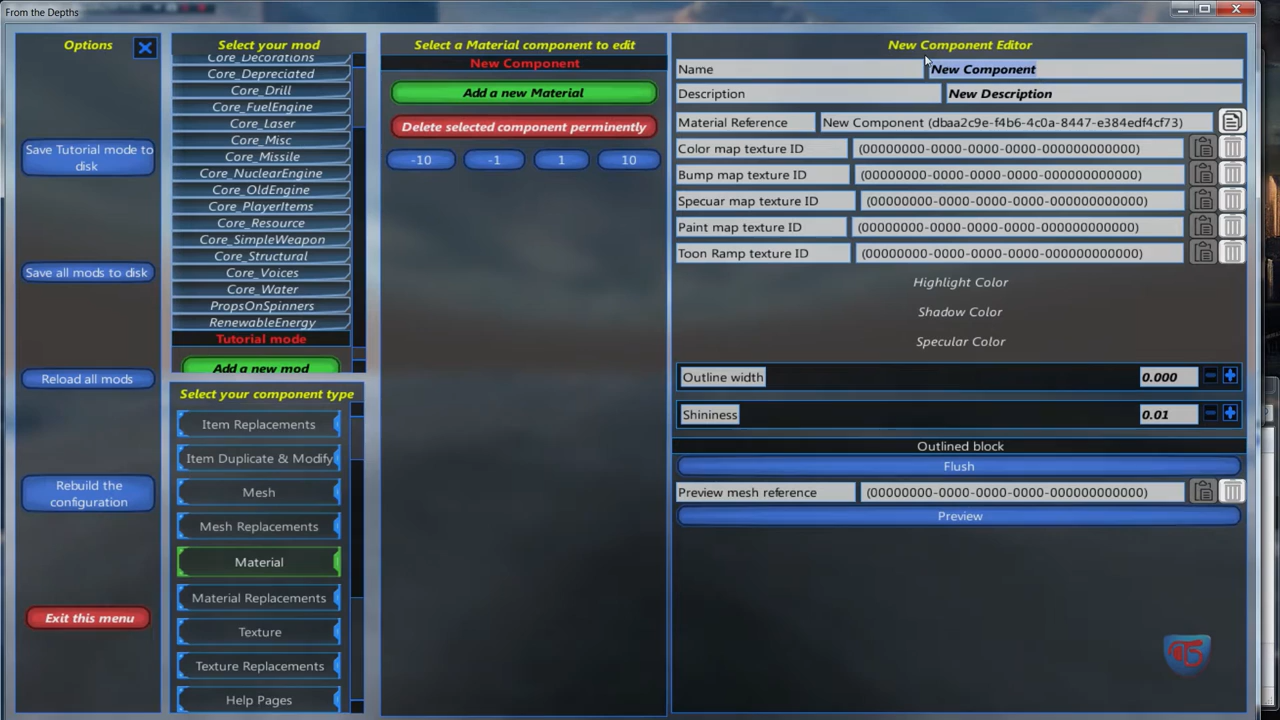 From the Depths
Options
Save Tutorial mode to
disk
Save all mods to disk
Reload all mods
Rebuild the
configuration
Exit this menu
Select your mod
Core_Decorations
Core_Depreciated
Core_Drill
Core_FuelEngine
Core_Laser
Core_Misc
Core_Missile
Core_NuclearEngine
Core_OldEngine
Core_PlayerItems
Core_Resource
Core_SimpleWeapon
Core_Structural
Core_Voices
Core_Water
PropsOnSpinners
RenewableEnergy
Tutorial mode
Add a new mod
Select your component type
Item Replacements
Item Duplicate & Modify
Mesh
Mesh Replacements
Material
Material Replacements
Texture
Texture Replacements
Help Pages
Select a Material component to edit
New Component
Add a new Material
Delete selected component perminently
-10 -1 1 10
New Component Editor
Name New Component
Description New Description
Material Reference New Component (dbaa2c9e-f4b6-4c0a-8447-e384edf4cf73)
Color map texture ID (00000000-0000-0000-0000-000000000000)
Bump map texture ID (00000000-0000-0000-0000-000000000000)
Specuar map texture ID (00000000-0000-0000-0000-000000000000)
Paint map texture ID (00000000-0000-0000-0000-000000000000)
Toon Ramp texture ID (00000000-0000-0000-0000-000000000000)
Highlight Color
Shadow Color
Specular Color
Outline width 0.000
Shininess 0.01
Outlined block
Flush
Preview mesh reference (00000000-0000-0000-0000-000000000000)
Preview